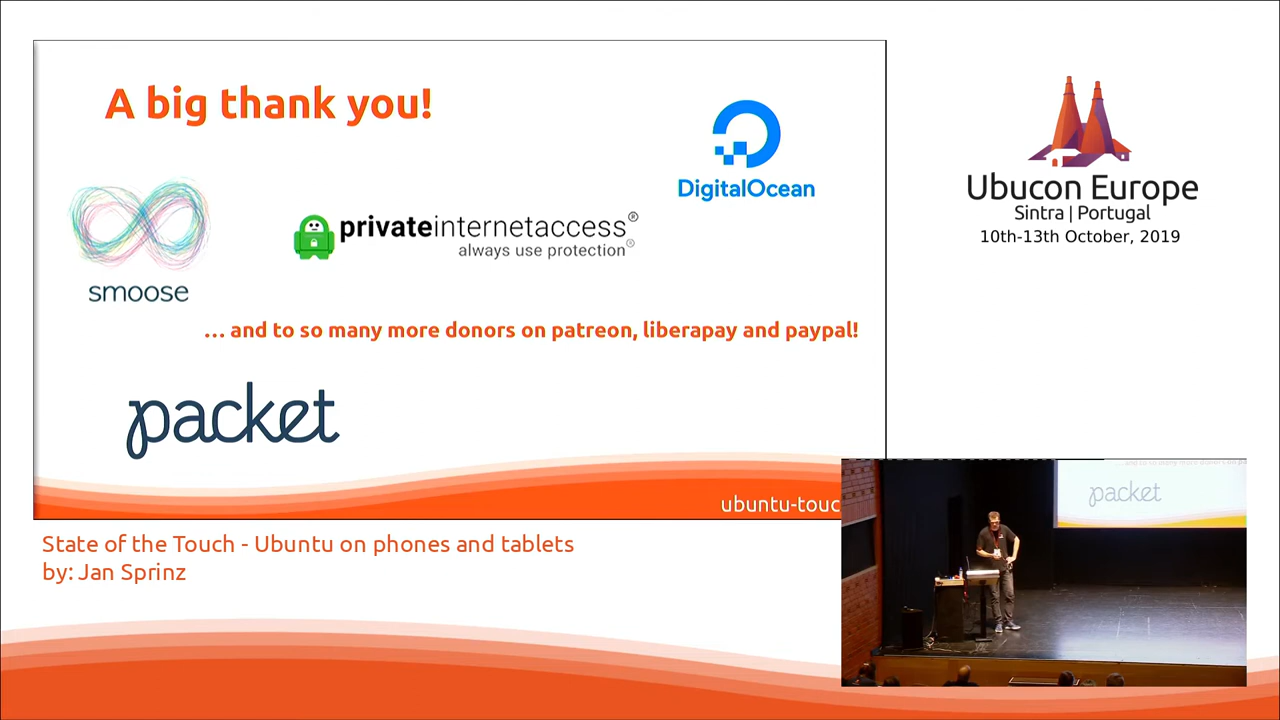 A big thank you!
DigitalOcean
smoose
privateinternetaccess®
always use protection®
... and to so many more donors on patreon, liberapay and paypal!
packet
ubuntu-touc
State of the Touch - Ubuntu on phones and tablets
by: Jan Sprinz
Ubucon Europe
Sintra | Portugal
10th-13th October, 2019
packet